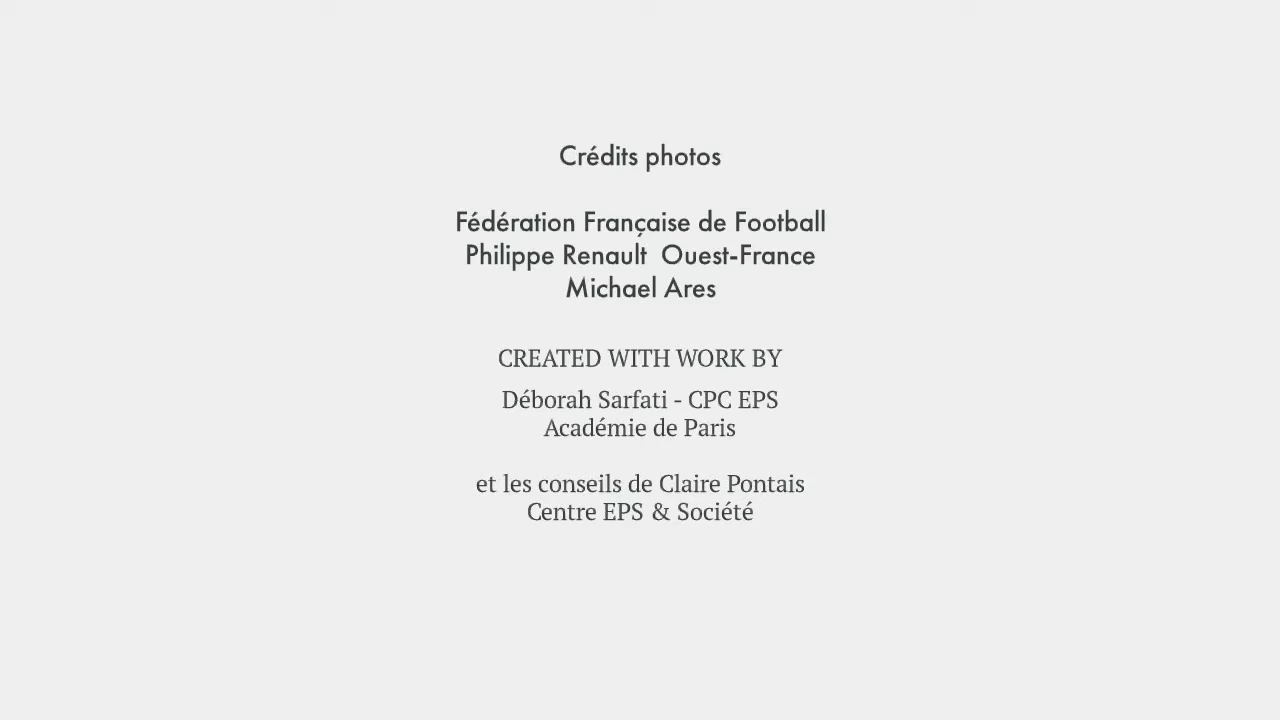 Crédits photos
Fédération Française de Football
Philippe Renault  Ouest-France
Michael Ares
CREATED WITH WORK BY
Déborah Sarfati - CPC EPS
Académie de Paris
et les conseils de Claire Pontais
Centre EPS & Société